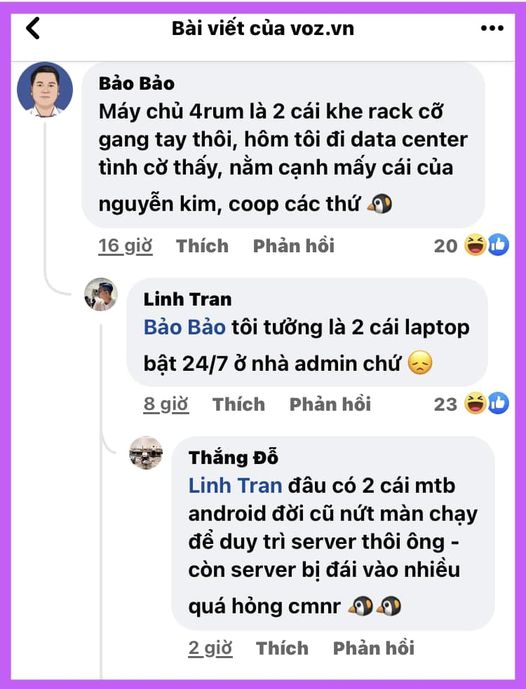 Bài viết của voz.vn
Bảo Bảo
Máy chủ 4rum là 2 cái khe rack cỡ
gang tay thôi, hôm tôi đi data center
tình cờ thấy, nằm cạnh mấy cái của
nguyễn kim, coop các thứ 🐧
16 giờ Thích Phản hồi 20
Linh Tran
Bảo Bảo tôi tưởng là 2 cái laptop
bật 24/7 ở nhà admin chứ 😞
8 giờ Thích Phản hồi 23
Thắng Đỗ
Linh Tran đâu có 2 cái mtb
android đời cũ nứt màn chạy
để duy trì server thôi ông -
còn server bị đái vào nhiều
quá hỏng cmnr 🐧🐧
2 giờ Thích Phản hồi